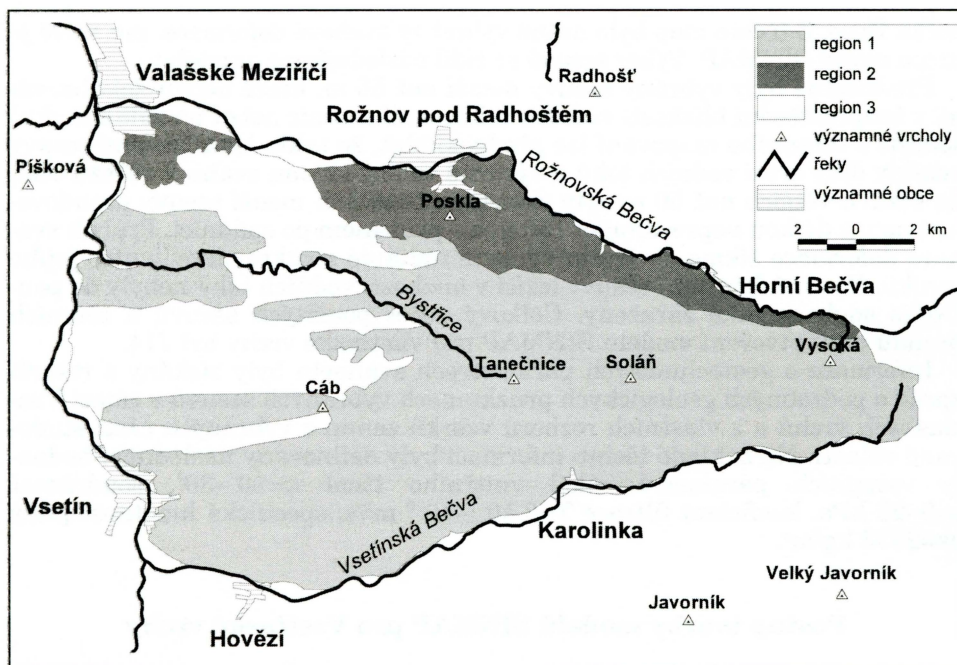 Valašské Meziříčí
Radhošť
Rožnov pod Radhoštěm
Píšková
Poskla
Rožnovská Bečva
Horní Bečva
Bystřice
Vysoká
Tanečnice
Soláň
Cáb
Vsetín
Vsetínská Bečva
Karolinka
Hovězí
Javorník
Velký Javorník
region 1
region 2
region 3
významné vrcholy
řeky
významné obce
2 0 2 km